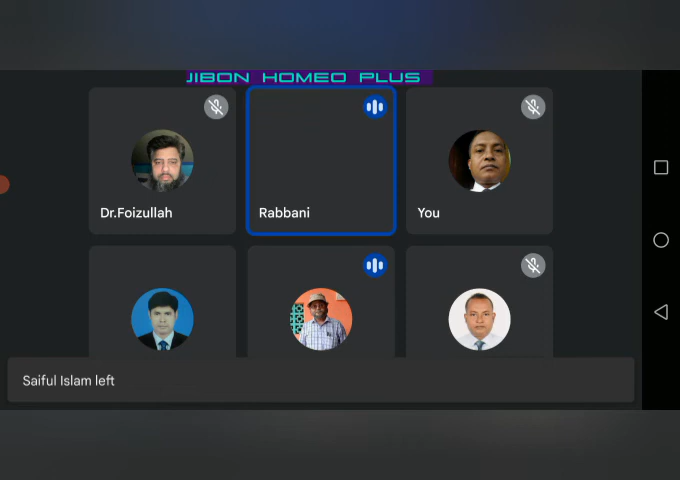 JIBON HOMEO PLUS
Dr.Foizullah
Rabbani
You
Saiful Islam left